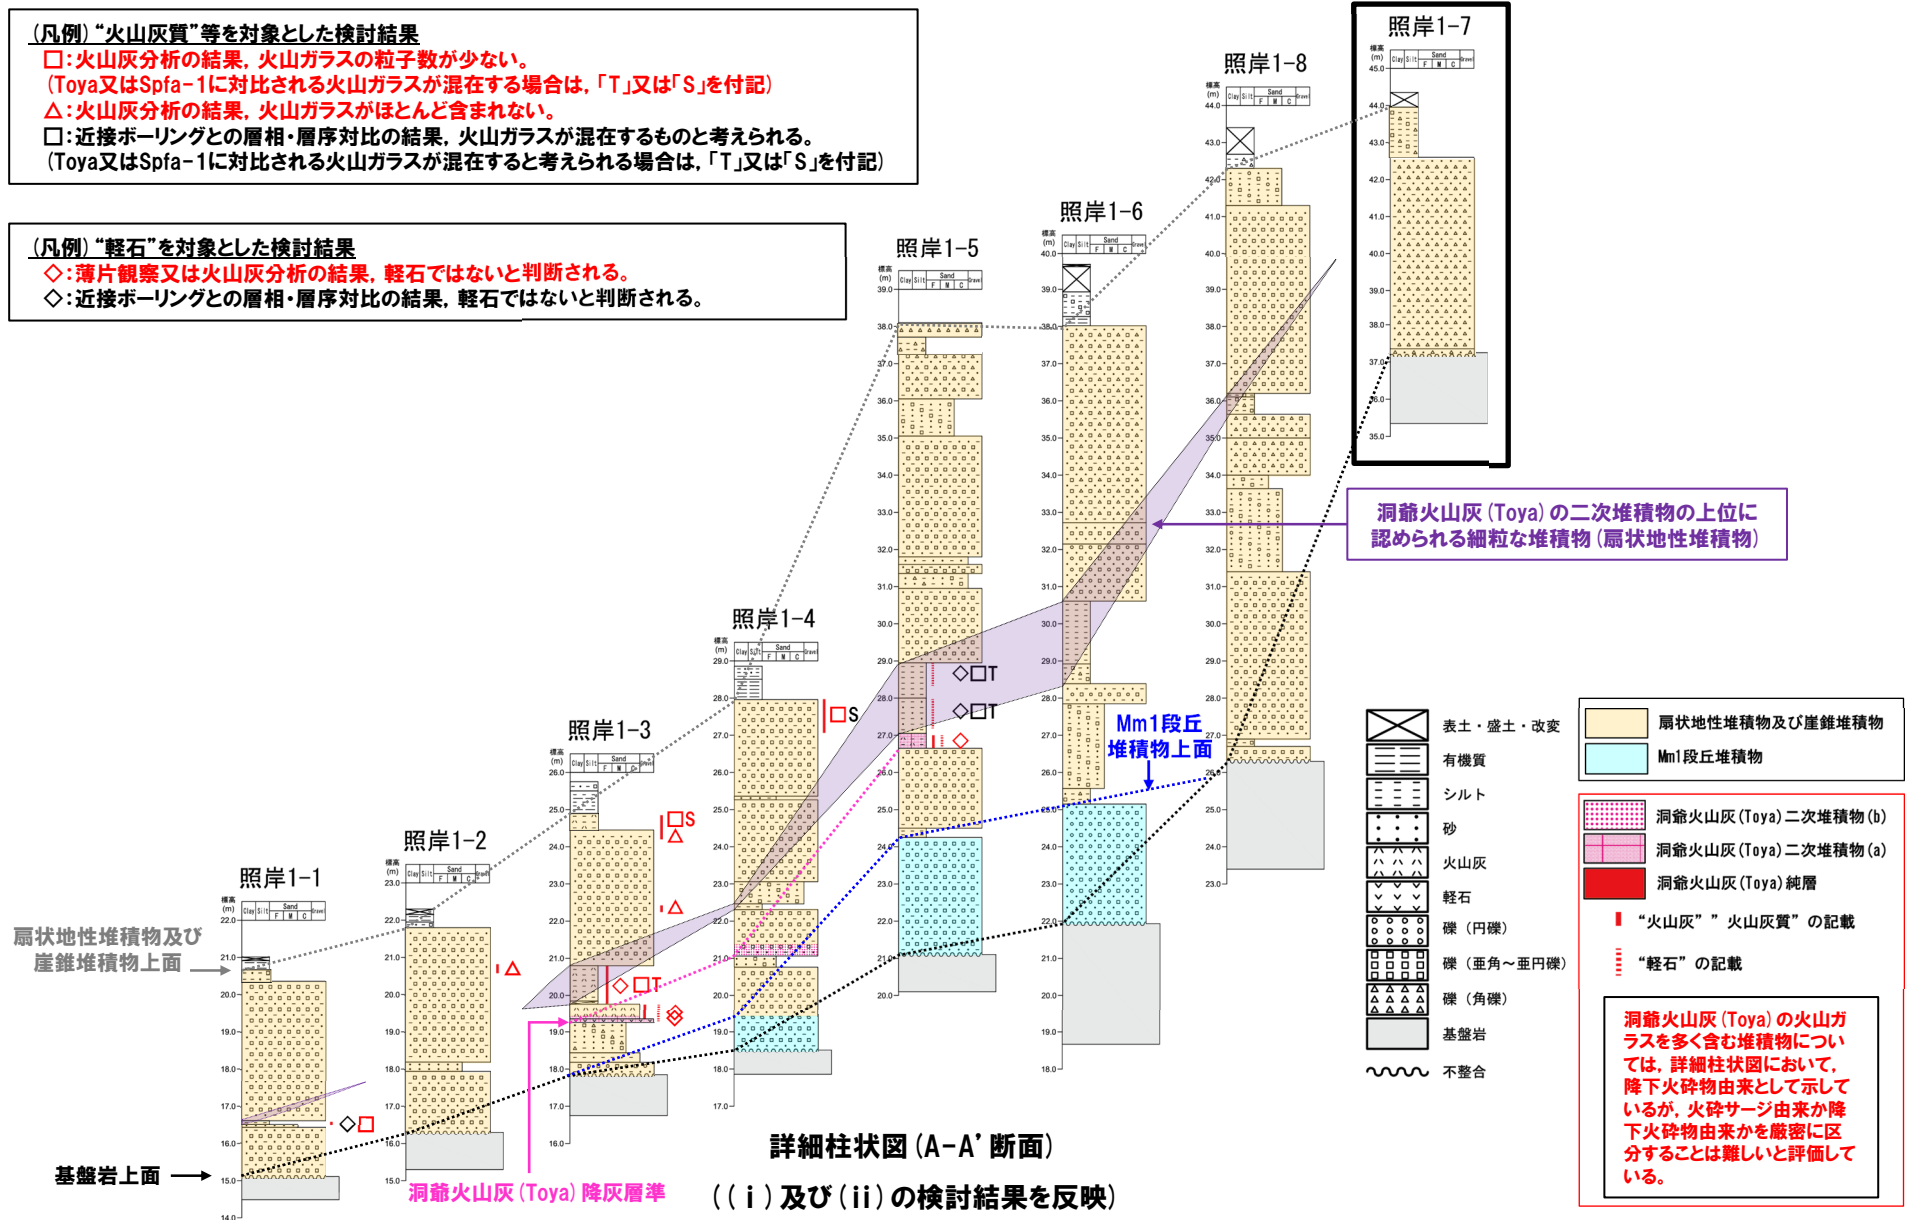 (凡例)“火山灰質”等を対象とした検討結果
□:火山灰分析の結果, 火山ガラスの粒子数が少ない。
(Toya又はSpfa-1に対比される火山ガラスが混在する場合は,「T」又は「S」を付記)
△:火山灰分析の結果, 火山ガラスがほとんど含まれない。
□:近接ボーリングとの層相・層序対比の結果, 火山ガラスが混在するものと考えられる。
(Toya又はSpfa-1に対比される火山ガラスが混在すると考えられる場合は,「T」又は「S」を付記)
(凡例)“軽石”を対象とした検討結果
◇:薄片観察又は火山灰分析の結果, 軽石ではないと判断される。
◇:近接ボーリングとの層相・層序対比の結果, 軽石ではないと判断される。
照岸1-1
照岸1-2
照岸1-3
照岸1-4
照岸1-5
照岸1-6
照岸1-8
照岸1-7
標高
(m)
Clay Silt Sand Gravel
F M C
□S
□S
△
△
△
◇□T
◇□T
◇□T
◇
◇□
扇状地性堆積物及び
崖錐堆積物上面
基盤岩上面
洞爺火山灰(Toya)降灰層準
Mm1段丘
堆積物上面
洞爺火山灰(Toya)の二次堆積物の上位に
認められる細粒な堆積物(扇状地性堆積物)
詳細柱状図(A-A’断面)
((ⅰ)及び(ii)の検討結果を反映)
表土・盛土・改変
有機質
シルト
砂
火山灰
軽石
礫(円礫)
礫(亜角~亜円礫)
礫(角礫)
基盤岩
不整合
扇状地性堆積物及び崖錐堆積物
Mm1段丘堆積物
洞爺火山灰(Toya)二次堆積物(b)
洞爺火山灰(Toya)二次堆積物(a)
洞爺火山灰(Toya)純層
“火山灰””火山灰質”の記載
“軽石”の記載
洞爺火山灰(Toya)の火山ガ
ラスを多く含む堆積物につい
ては, 詳細柱状図において,
降下火砕物由来として示して
いるが, 火砕サージ由来か降
下火砕物由来かを厳密に区
分することは難しいと評価して
いる。